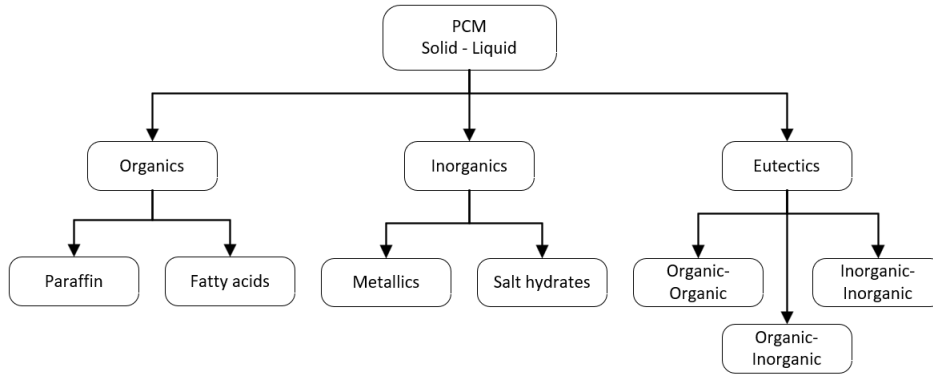 PCM
Solid - Liquid
Organics
Inorganics
Eutectics
Paraffin
Fatty acids
Metallics
Salt hydrates
Organic-
Organic
Inorganic-
Inorganic
Organic-
Inorganic